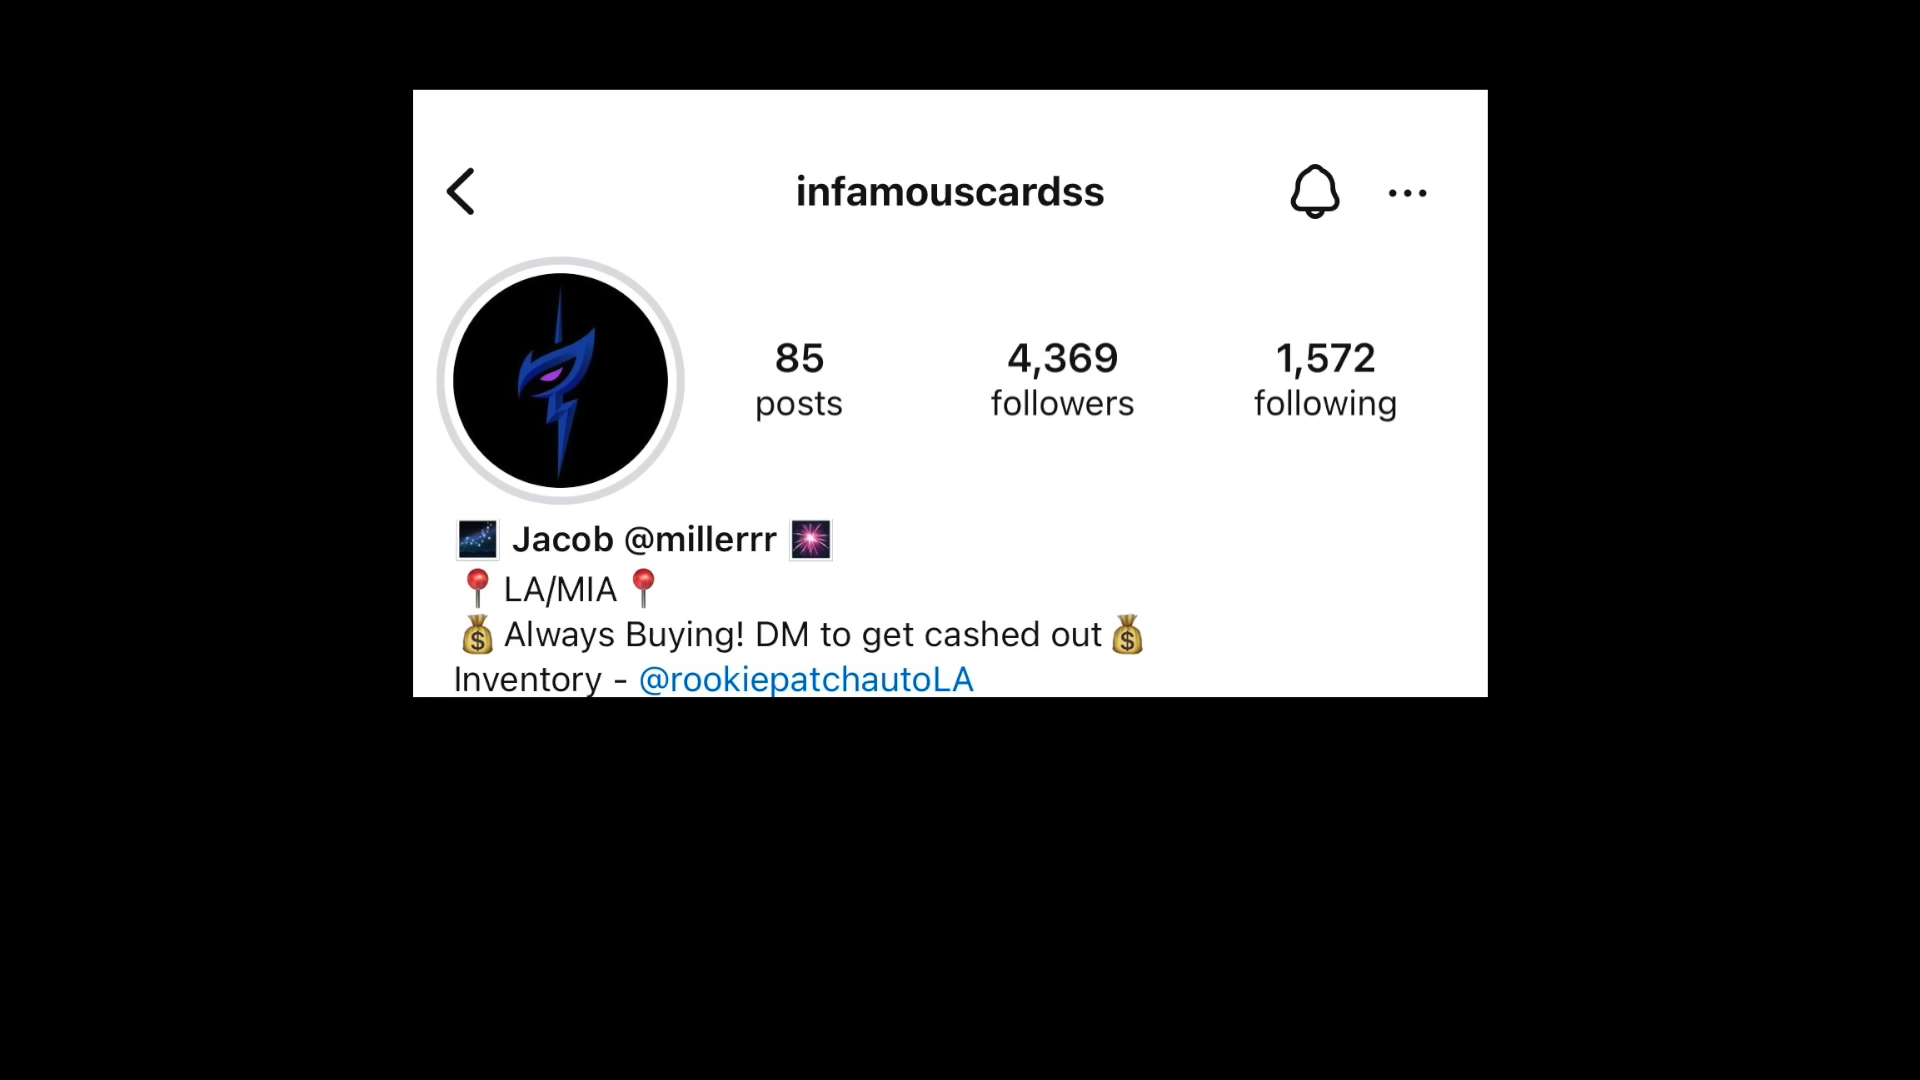 infamouscardss
85 4,369 1,572
posts followers following
🌌 Jacob @millerrr 🎆
📍 LA/MIA 📍
💰 Always Buying! DM to get cashed out 💰
Inventory - @rookiepatchautoLA